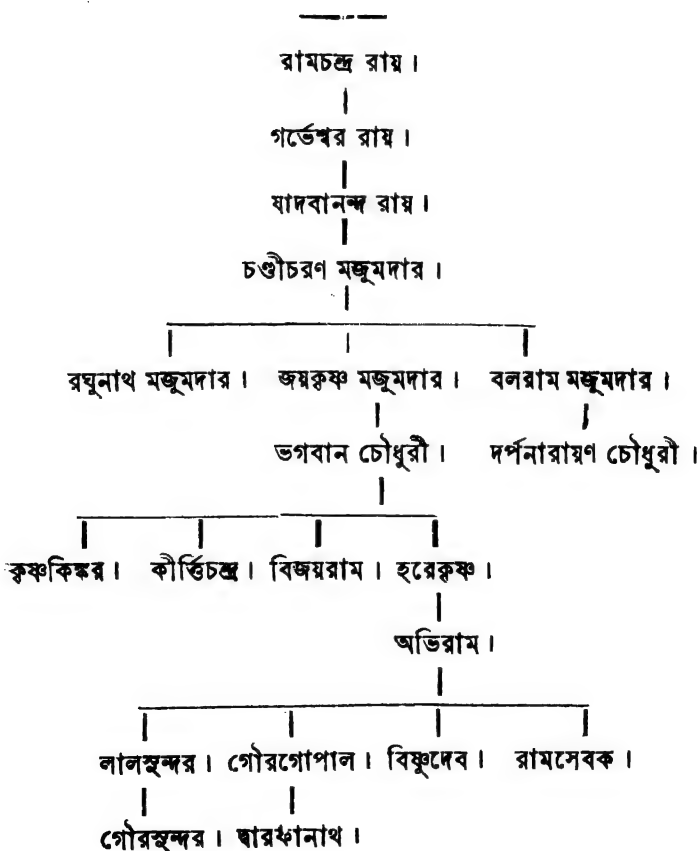 রামচন্দ্র রায়।
গর্ভেশ্বর রায়।
যাদবানন্দ রায়।
চণ্ডীচরণ মজুমদার।
রঘুনাথ মজুমদার। জয়কৃষ্ণ মজুমদার। বলরাম মজুমদার।
ভগবান চৌধুরী। দর্পনারায়ণ চৌধুরী।
কৃষ্ণকিঙ্কর। কীর্ত্তিচন্দ্র। বিজয়রাম। হরেকৃষ্ণ।
অভিরাম।
লালসুন্দর। গৌরগোপাল। বিষ্ণুদেব। রামসেবক।
গৌরসুন্দর। দ্বারকানাথ।